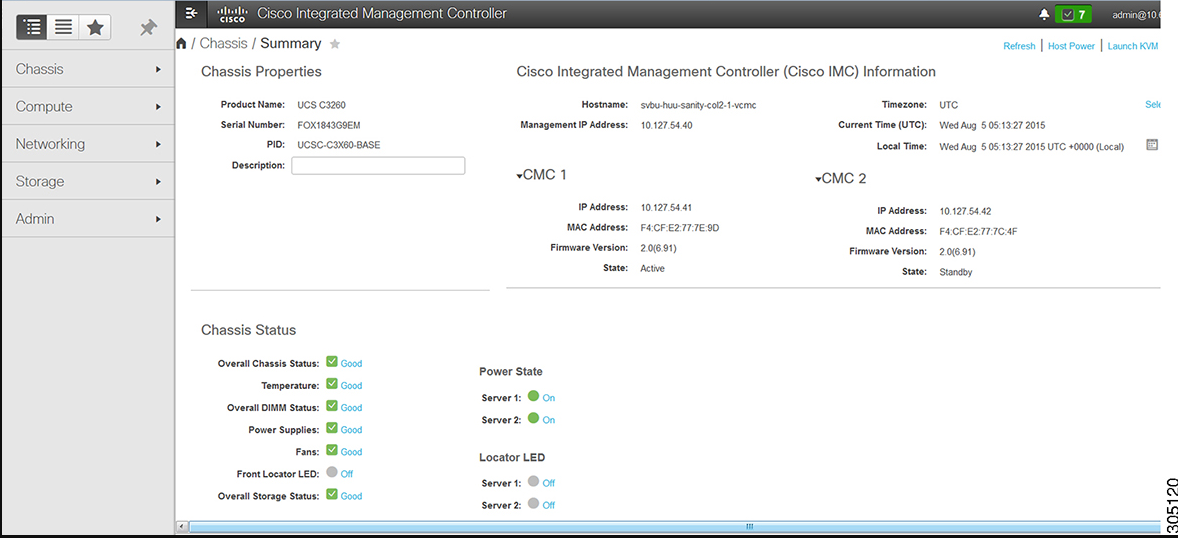 cisco Cisco Integrated Management Controller
7
admin@10.6
/ Chassis / Summary
Refresh | Host Power | Launch KVM
Chassis
Compute
Networking
Storage
Admin
Chassis Properties
Product Name: UCS C3260
Serial Number: FOX1843G9EM
PID: UCSC-C3X60-BASE
Description:
Cisco Integrated Management Controller (Cisco IMC) Information
Hostname: svbu-huu-sanity-col2-1-vcmc
Management IP Address: 10.127.54.40
Timezone: UTC
Sele
Current Time (UTC): Wed Aug 5 05:13:27 2015
Local Time: Wed Aug 5 05:13:27 2015 UTC +0000 (Local)
CMC 1
IP Address: 10.127.54.41
MAC Address: F4:CF:E2:77:7E:9D
Firmware Version: 2.0(6.91)
State: Active
CMC 2
IP Address: 10.127.54.42
MAC Address: F4:CF:E2:77:7C:4F
Firmware Version: 2.0(6.91)
State: Standby
Chassis Status
Overall Chassis Status: Good
Temperature: Good
Overall DIMM Status: Good
Power Supplies: Good
Fans: Good
Front Locator LED: Off
Overall Storage Status: Good
Power State
Server 1: On
Server 2: On
Locator LED
Server 1: Off
Server 2: Off
305120